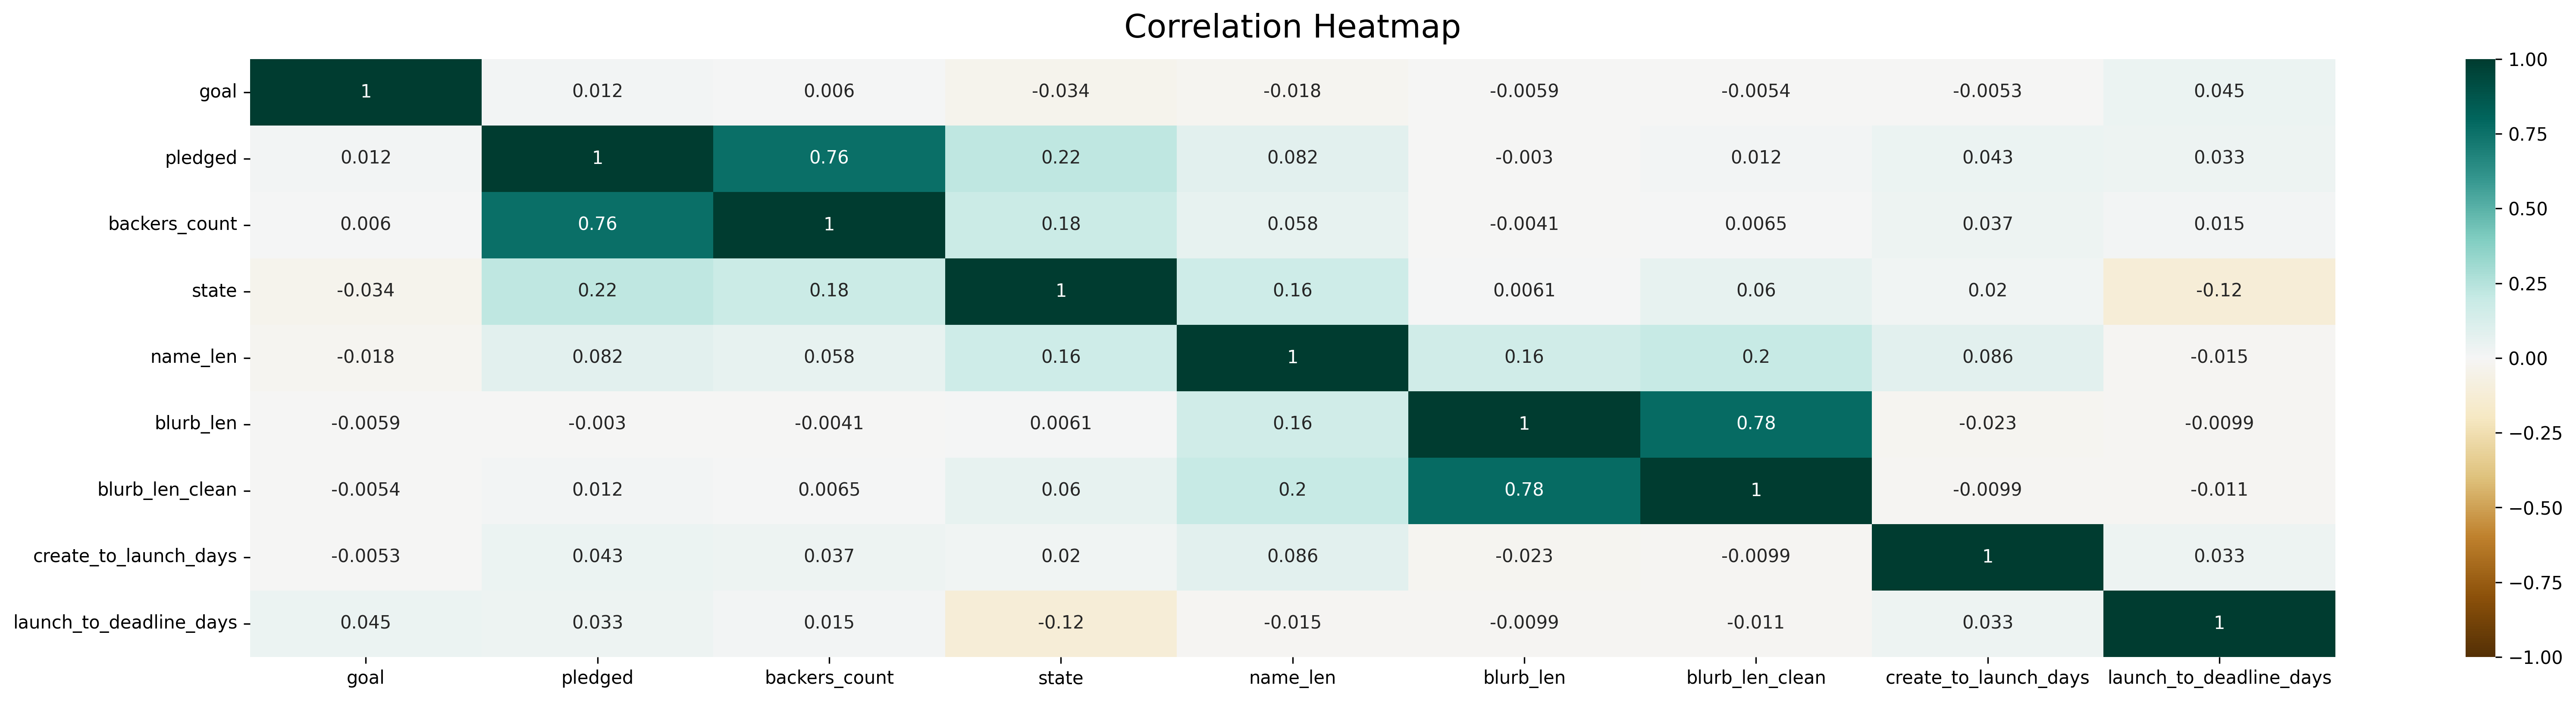 Correlation Heatmap
goal 1 0.012 0.006 -0.034 -0.018 -0.0059 -0.0054 -0.0053 0.045
pledged 0.012 1 0.76 0.22 0.082 -0.003 0.012 0.043 0.033
backers_count 0.006 0.76 1 0.18 0.058 -0.0041 0.0065 0.037 0.015
state -0.034 0.22 0.18 1 0.16 0.0061 0.06 0.02 -0.12
name_len -0.018 0.082 0.058 0.16 1 0.16 0.2 0.086 -0.015
blurb_len -0.0059 -0.003 -0.0041 0.0061 0.16 1 0.78 -0.023 -0.0099
blurb_len_clean -0.0054 0.012 0.0065 0.06 0.2 0.78 1 -0.0099 -0.011
create_to_launch_days -0.0053 0.043 0.037 0.02 0.086 -0.023 -0.0099 1 0.033
launch_to_deadline_days 0.045 0.033 0.015 -0.12 -0.015 -0.0099 -0.011 0.033 1
goal pledged backers_count state name_len blurb_len blurb_len_clean create_to_launch_days launch_to_deadline_days
1.00
0.75
0.50
0.25
0.00
−0.25
−0.50
−0.75
−1.00